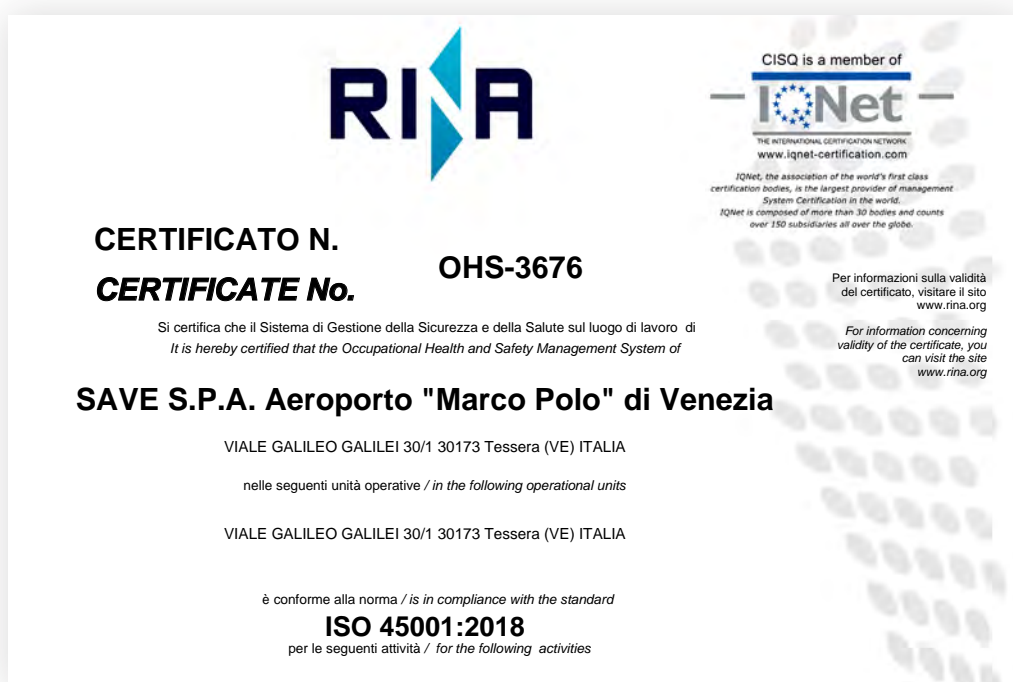 RINA
CISQ is a member of
IQNet
THE INTERNATIONAL CERTIFICATION NETWORK
www.iqnet-certification.com
IQNet, the association of the world's first class
certification bodies, is the largest provider of management
System Certification in the world.
IQNet is composed of more than 30 bodies and counts
over 150 subsidiaries all over the globe.
CERTIFICATO N.
CERTIFICATE No.
OHS-3676
Per informazioni sulla validità
del certificato, visitare il sito
www.rina.org
For information concerning
validity of the certificate, you
can visit the site
www.rina.org
Si certifica che il Sistema di Gestione della Sicurezza e della Salute sul luogo di lavoro di
It is hereby certified that the Occupational Health and Safety Management System of
SAVE S.P.A. Aeroporto "Marco Polo" di Venezia
VIALE GALILEO GALILEI 30/1 30173 Tessera (VE) ITALIA
nelle seguenti unità operative / in the following operational units
VIALE GALILEO GALILEI 30/1 30173 Tessera (VE) ITALIA
è conforme alla norma / is in compliance with the standard
ISO 45001:2018
per le seguenti attività / for the following activities